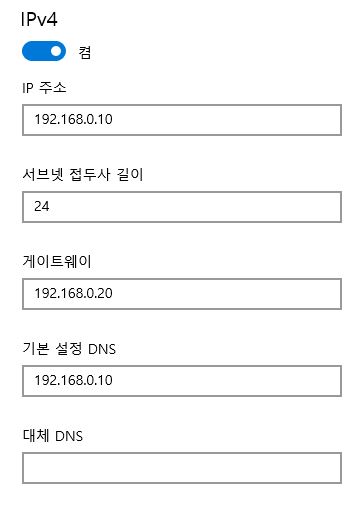 IPv4
켬
IP 주소
192.168.0.10
서브넷 접두사 길이
24
게이트웨이
192.168.0.20
기본 설정 DNS
192.168.0.10
대체 DNS